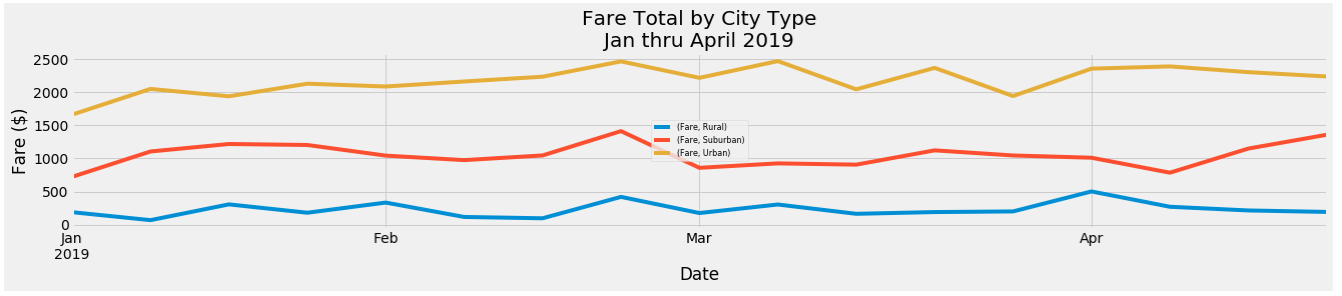 Fare Total by City Type
Jan thru April 2019
Fare ($)
2500
2000
1500
1000
500
0
(Fare, Rural)
(Fare, Suburban)
(Fare, Urban)
Jan
2019
Feb
Mar
Apr
Date